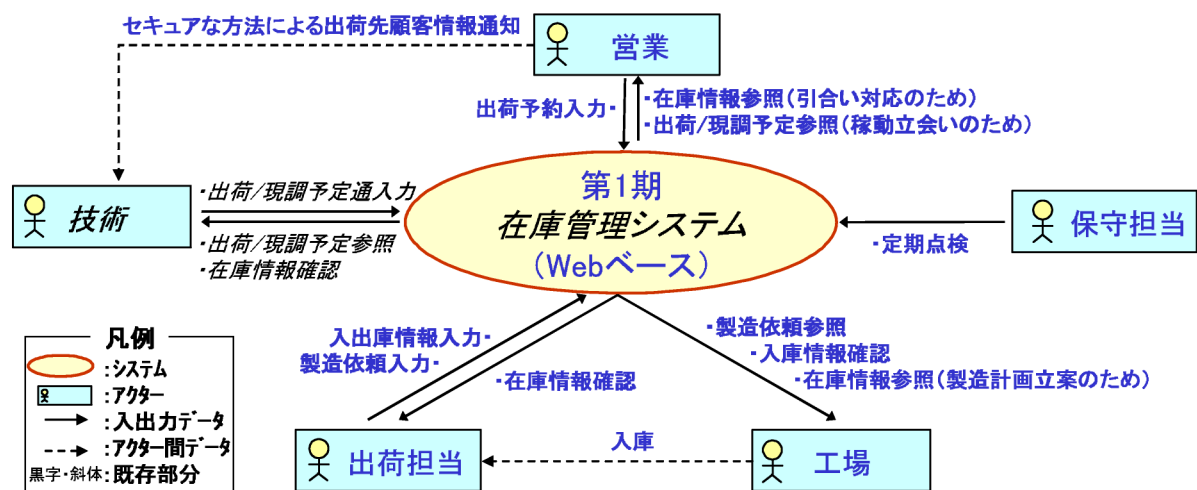 セキュアな方法による出荷先顧客情報通知
営業
出荷予約入力・
・在庫情報参照(引合い対応のため)
・出荷/現調予定参照(稼動立会いのため)
技術
・出荷/現調予定通入力
・出荷/現調予定参照
・在庫情報確認
第1期
在庫管理システム
(Webベース)
保守担当
・定期点検
入出庫情報入力・
製造依頼入力・
・在庫情報確認
・製造依頼参照
・入庫情報確認
・在庫情報参照(製造計画立案のため)
出荷担当
入庫
工場
凡例
:システム
:アクター
:入出力データ
:アクター間データ
黒字・斜体:既存部分